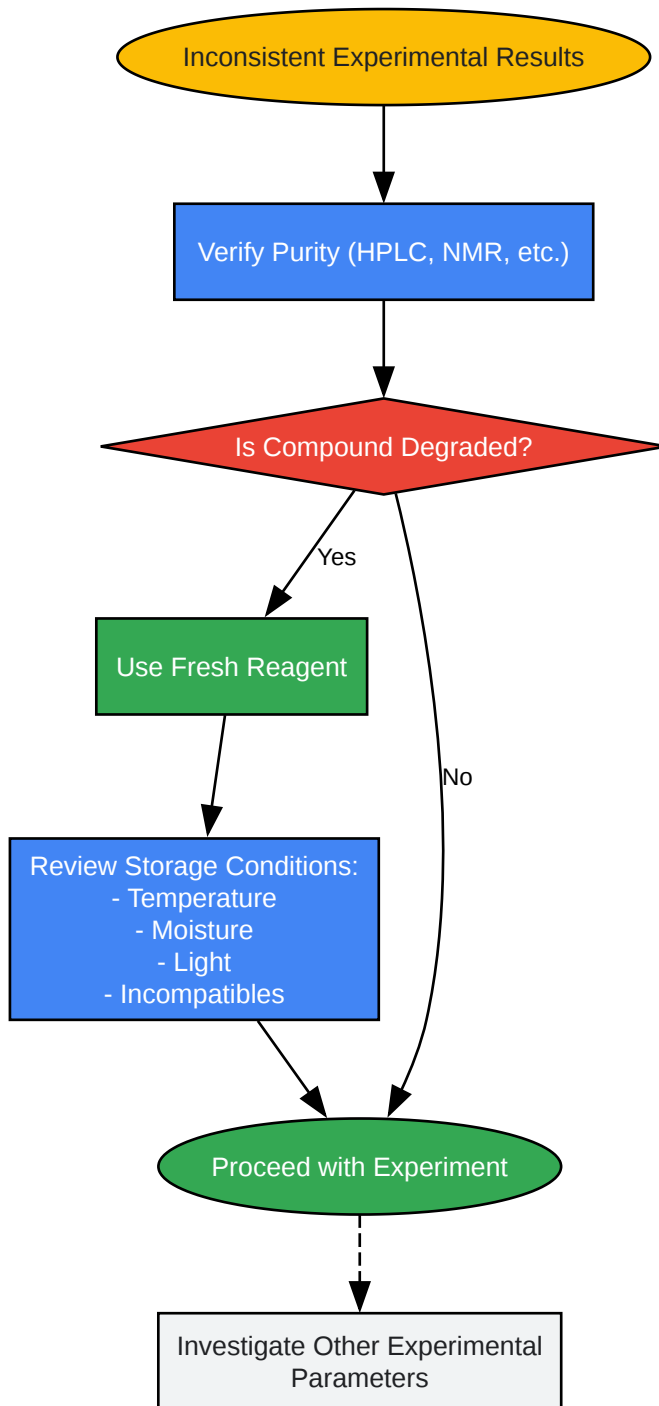 Inconsistent Experimental Results
Verify Purity (HPLC, NMR, etc.)
Is Compound Degraded?
Yes
Use Fresh Reagent
No
Review Storage Conditions:
- Temperature
- Moisture
- Light
- Incompatibles
Proceed with Experiment
Investigate Other Experimental
Parameters